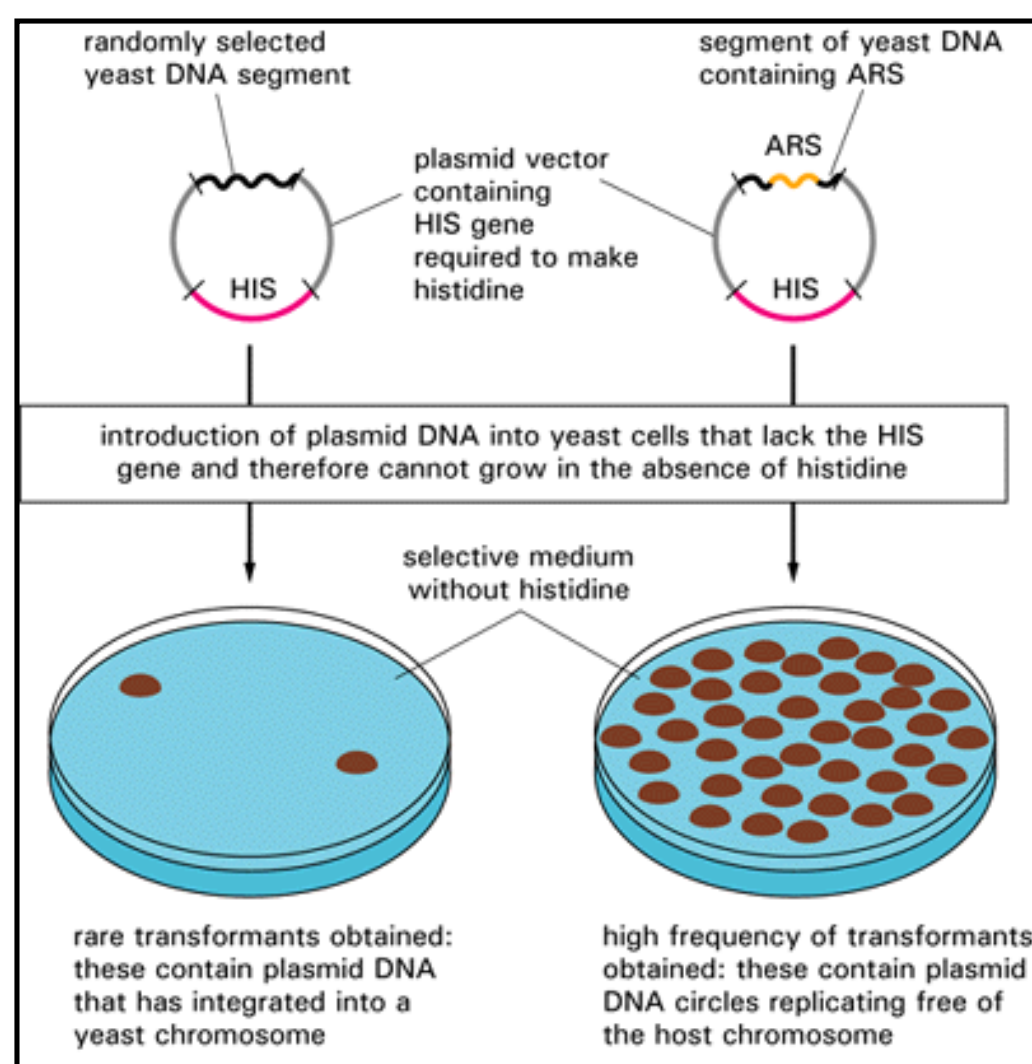 randomly selected
yeast DNA segment
segment of yeast DNA
containing ARS
ARS
plasmid vector
containing
HIS gene
required to make
histidine
HIS
HIS
introduction of plasmid DNA into yeast cells that lack the HIS
gene and therefore cannot grow in the absence of histidine
selective medium
without histidine
rare transformants obtained:
these contain plasmid DNA
that has integrated into a
yeast chromosome
high frequency of transformants
obtained: these contain plasmid
DNA circles replicating free of
the host chromosome